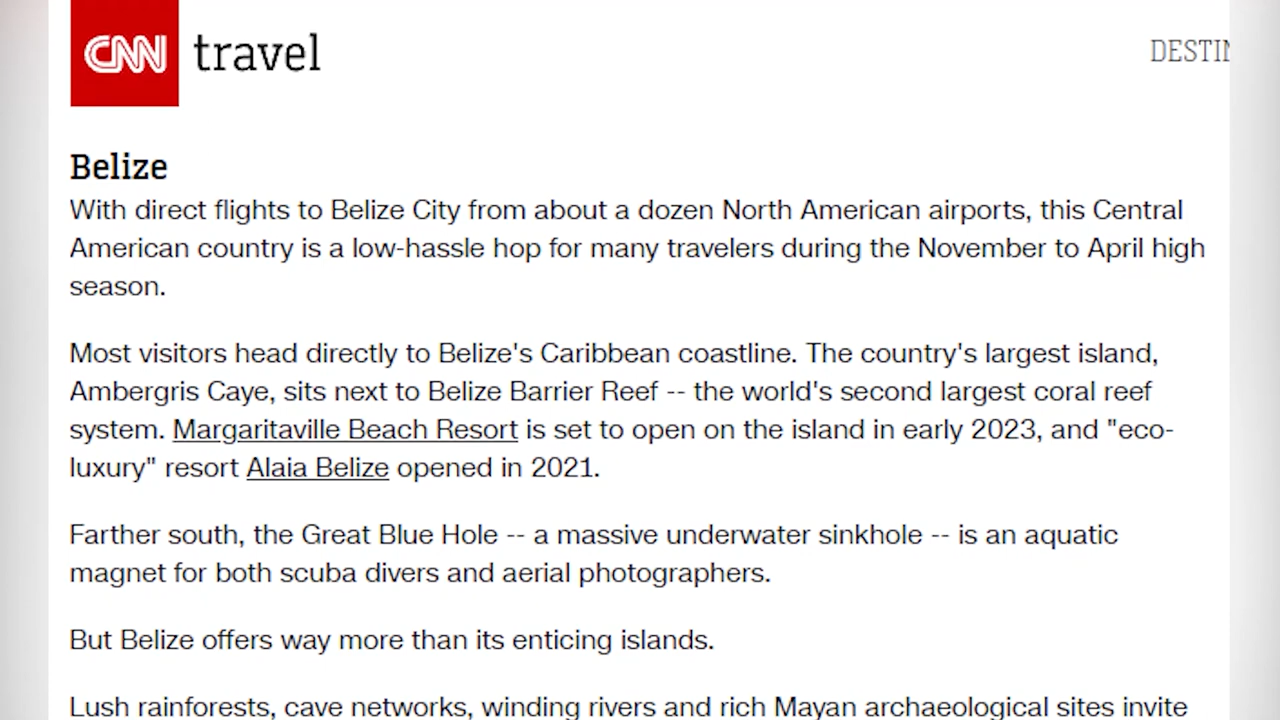 CNN travel
DESTIN
Belize
With direct flights to Belize City from about a dozen North American airports, this Central
American country is a low-hassle hop for many travelers during the November to April high
season.
Most visitors head directly to Belize's Caribbean coastline. The country's largest island,
Ambergris Caye, sits next to Belize Barrier Reef -- the world's second largest coral reef
system. Margaritaville Beach Resort is set to open on the island in early 2023, and "eco-
luxury" resort Alaia Belize opened in 2021.
Farther south, the Great Blue Hole -- a massive underwater sinkhole -- is an aquatic
magnet for both scuba divers and aerial photographers.
But Belize offers way more than its enticing islands.
Lush rainforests, cave networks, winding rivers and rich Mayan archaeological sites invite